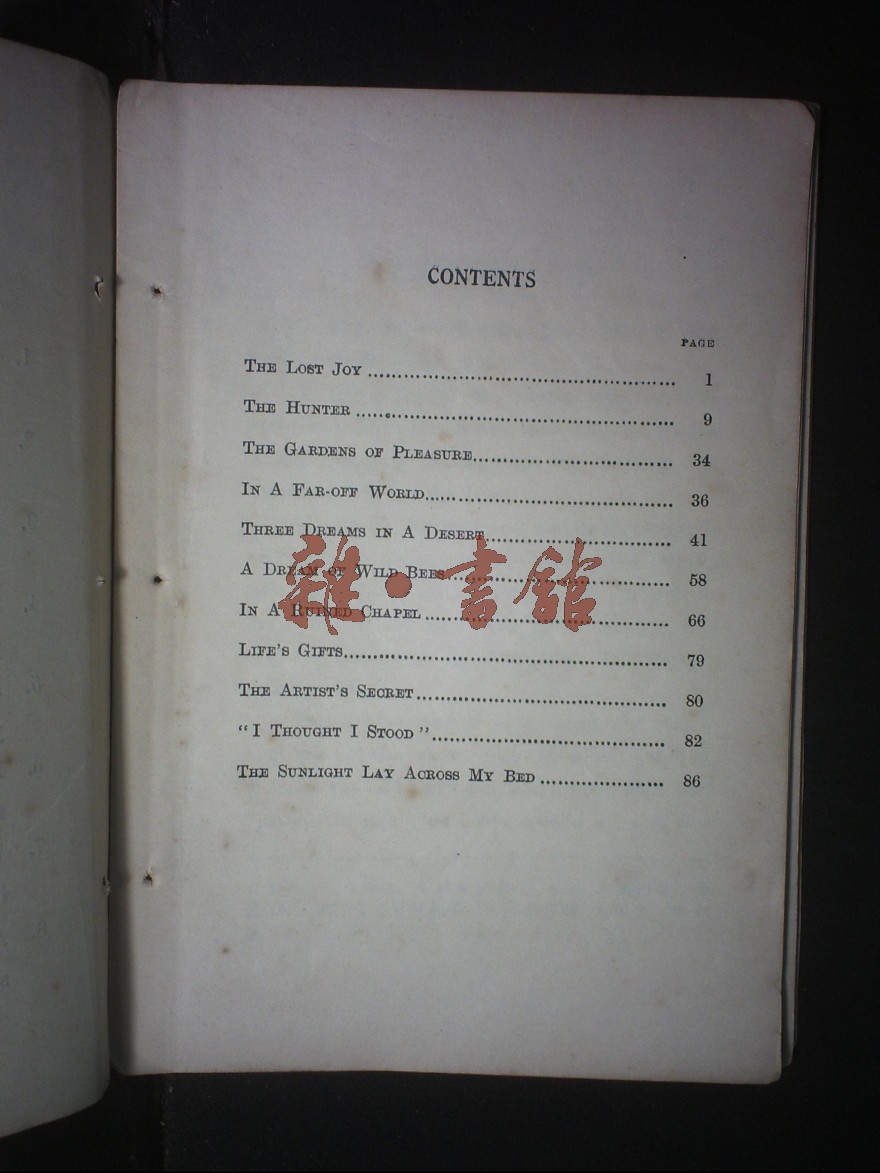 CONTENTS
PAGE
THE LOST JOY ........................................ 1
THE HUNTER ........................................ 9
THE GARDENS OF PLEASURE........................................ 34
IN A FAR-OFF WORLD........................................ 36
THREE DREAMS IN A DESERT........................................ 41
A DREAM OF WILD BEES........................................ 58
IN A RUINED CHAPEL ........................................ 66
LIFE'S GIFTS........................................ 79
THE ARTIST'S SECRET ........................................ 80
"I THOUGHT I STOOD"........................................ 82
THE SUNLIGHT LAY ACROSS MY BED .................... 86
雜·書館